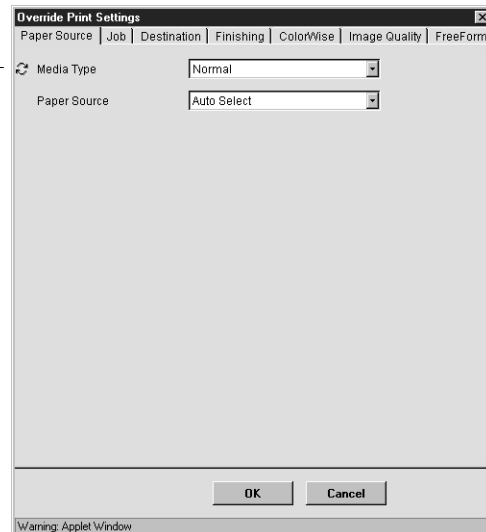 Override Print Settings
Paper Source Job Destination Finishing ColorWise Image Quality FreeForm
Media Type Normal
Paper Source Auto Select
OK Cancel
Warning: Applet Window